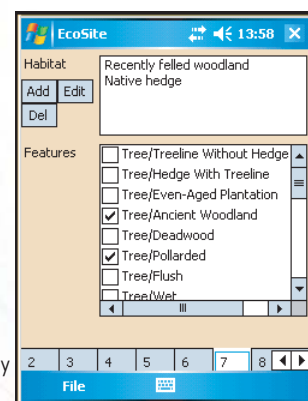 EcoSite 13:58
Habitat
Recently felled woodland
Native hedge
Add Edit
Del
Features
Tree/Treeline Without Hedge
Tree/Hedge With Treeline
Tree/Even-Aged Plantation
Tree/Ancient Woodland
Tree/Deadwood
Tree/Pollarded
Tree/Flush
Tree/Wet
y
2 3 4 5 6 7 8
File